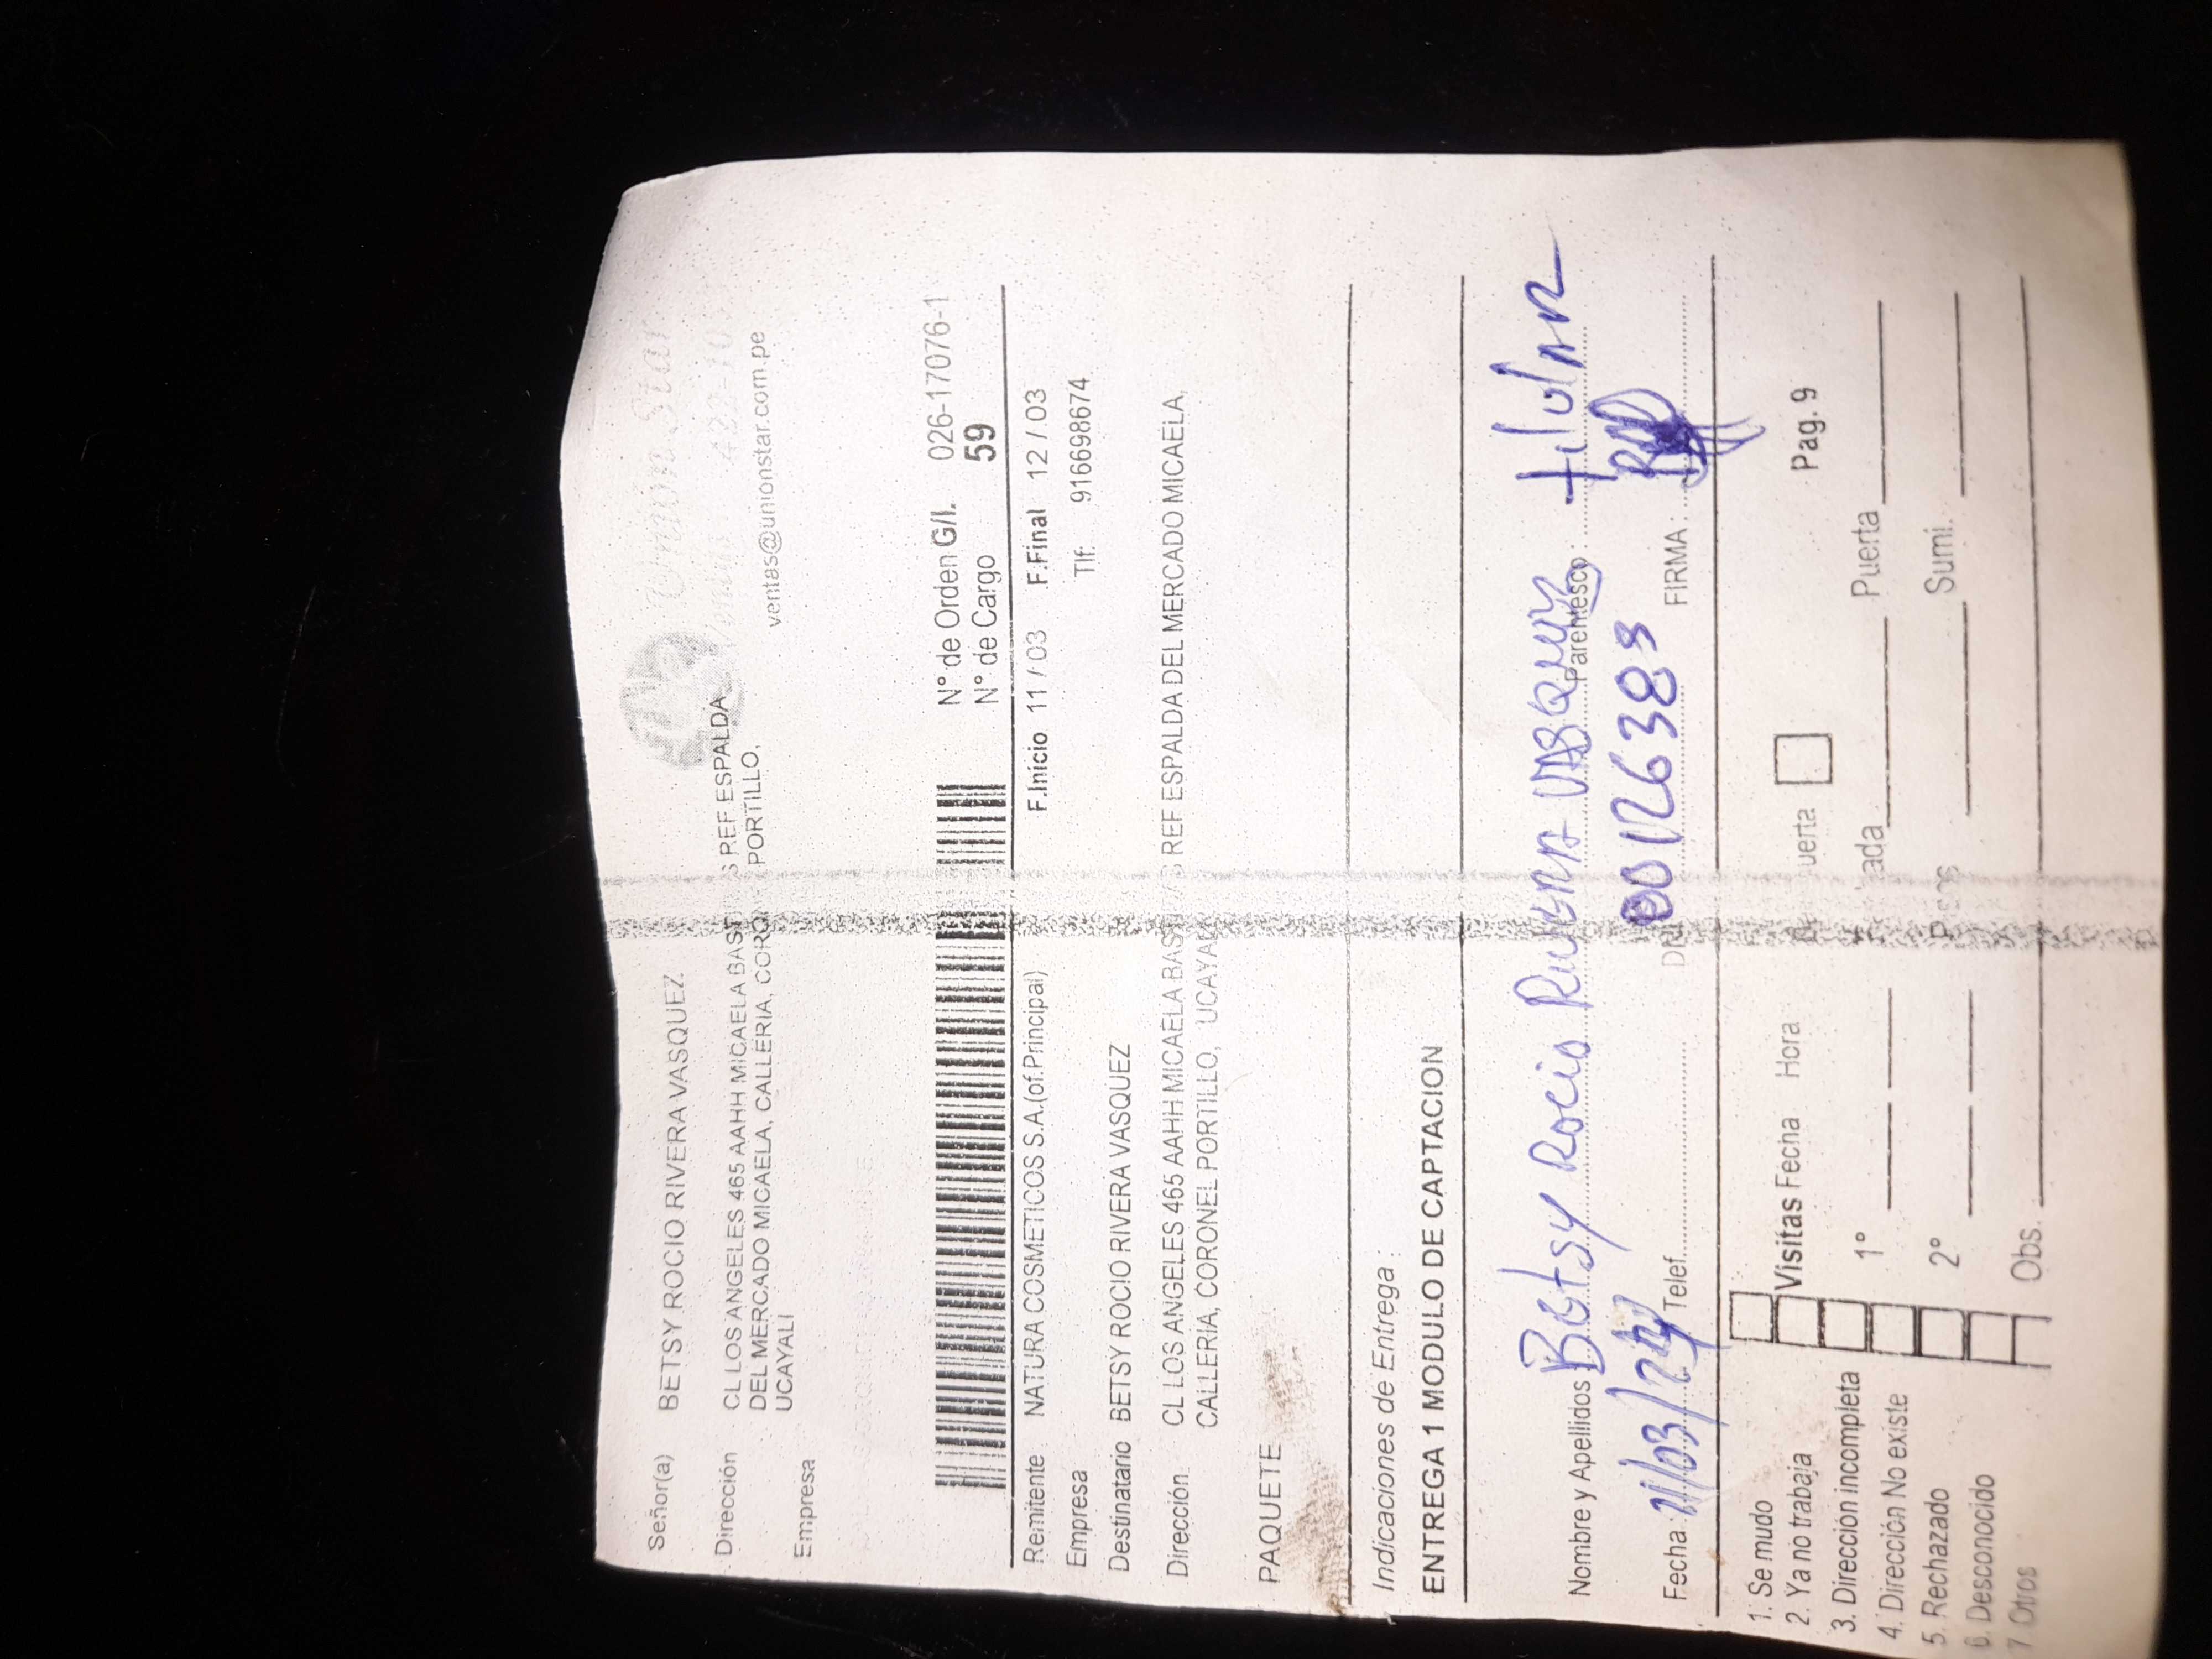 Union Star
ventas@unionstar.com.pe
Señor(a) BETSY ROCIO RIVERA VASQUEZ
Dirección CL LOS ANGELES 465 AAHH MICAELA BAST S REF ESPALDA
DEL MERCADO MICAELA, CALLERIA, CORO PORTILLO,
UCAYALI
Empresa
N° de Orden G/I. 026-17076-1
N° de Cargo 59
Remitente NATURA COSMETICOS S.A.(of.Principal) F.Inicio 11 / 03 F.Final 12 / 03
Empresa Tlf: 916698674
Destinatario BETSY ROCIO RIVERA VASQUEZ
Dirección CL LOS ANGELES 465 AAHH MICAELA BAS REF ESPALDA DEL MERCADO MICAELA,
CALLERIA, CORONEL PORTILLO, UCAYA
PAQUETE
Indicaciones de Entrega :
ENTREGA 1 MODULO DE CAPTACION
Nombre y Apellidos Betsy Rocio Rivera Vasquez Parentesco: titular
Fecha: 11/03/24 Telef. 00126383 FIRMA:
1. Se mudo
2. Ya no trabaja Visitas Fecha Hora uerta Pag. 9
3. Dirección incompleta 1° ada Puerta
4. Dirección No existe
5. Rechazado 2° Sumi.
6. Desconocido
7 Otros Obs.